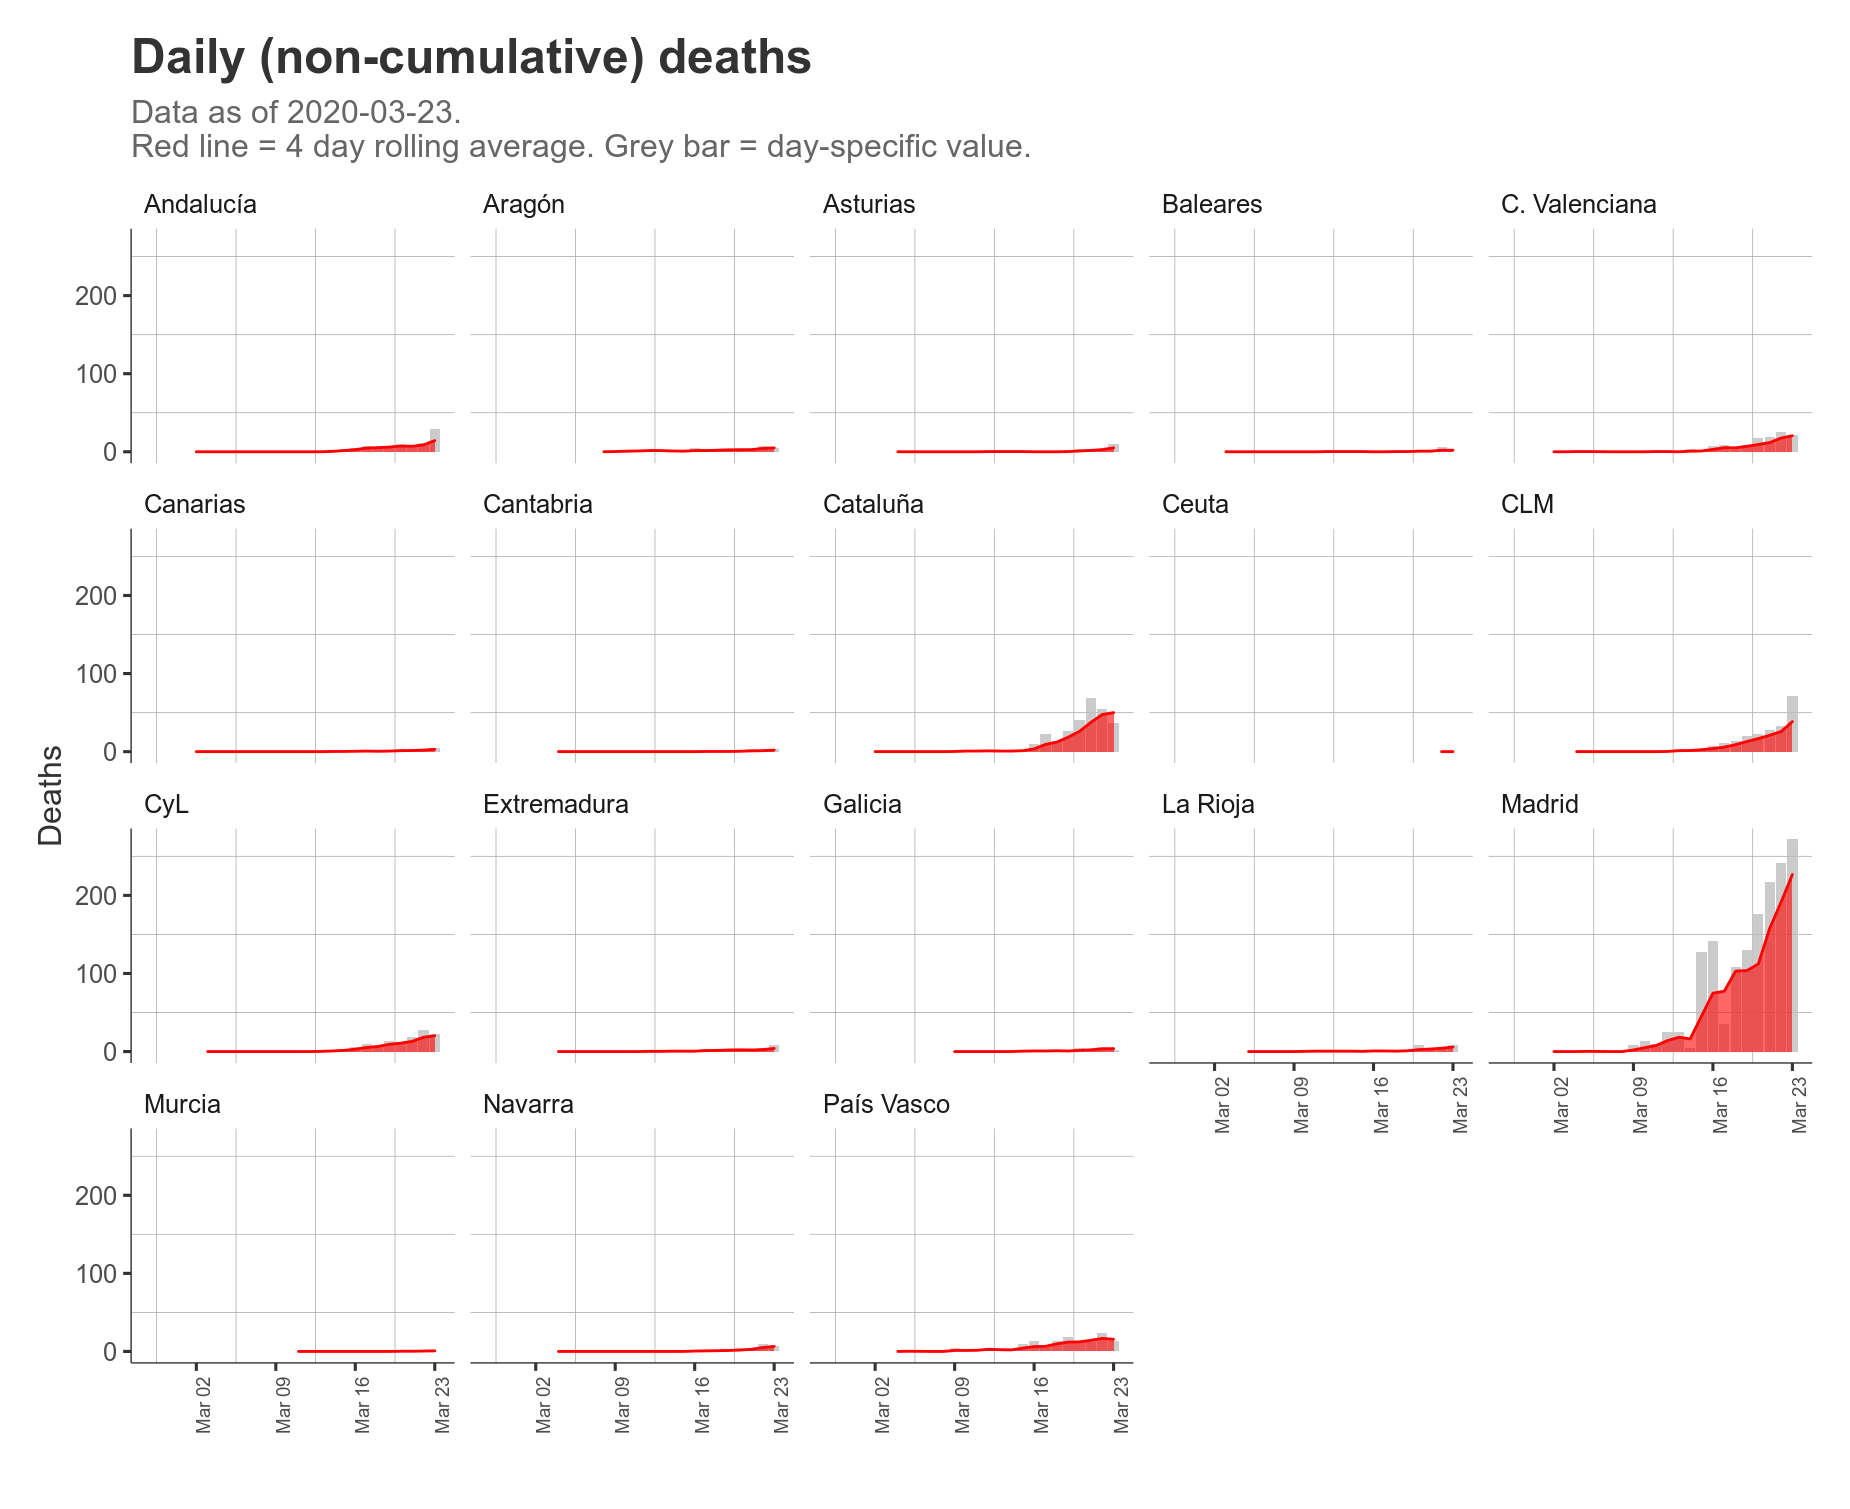 Daily (non-cumulative) deaths
Data as of 2020-03-23.
Red line = 4 day rolling average. Grey bar = day-specific value.
Andalucía
Aragón
Asturias
Baleares
C. Valenciana
200
100
0
Canarias
Cantabria
Cataluña
Ceuta
CLM
200
100
0
Deaths
CyL
Extremadura
Galicia
La Rioja
Madrid
200
100
0
Mar 02
Mar 09
Mar 16
Mar 23
Mar 02
Mar 09
Mar 16
Mar 23
Murcia
Navarra
País Vasco
200
100
0
Mar 02
Mar 09
Mar 16
Mar 23
Mar 02
Mar 09
Mar 16
Mar 23
Mar 02
Mar 09
Mar 16
Mar 23